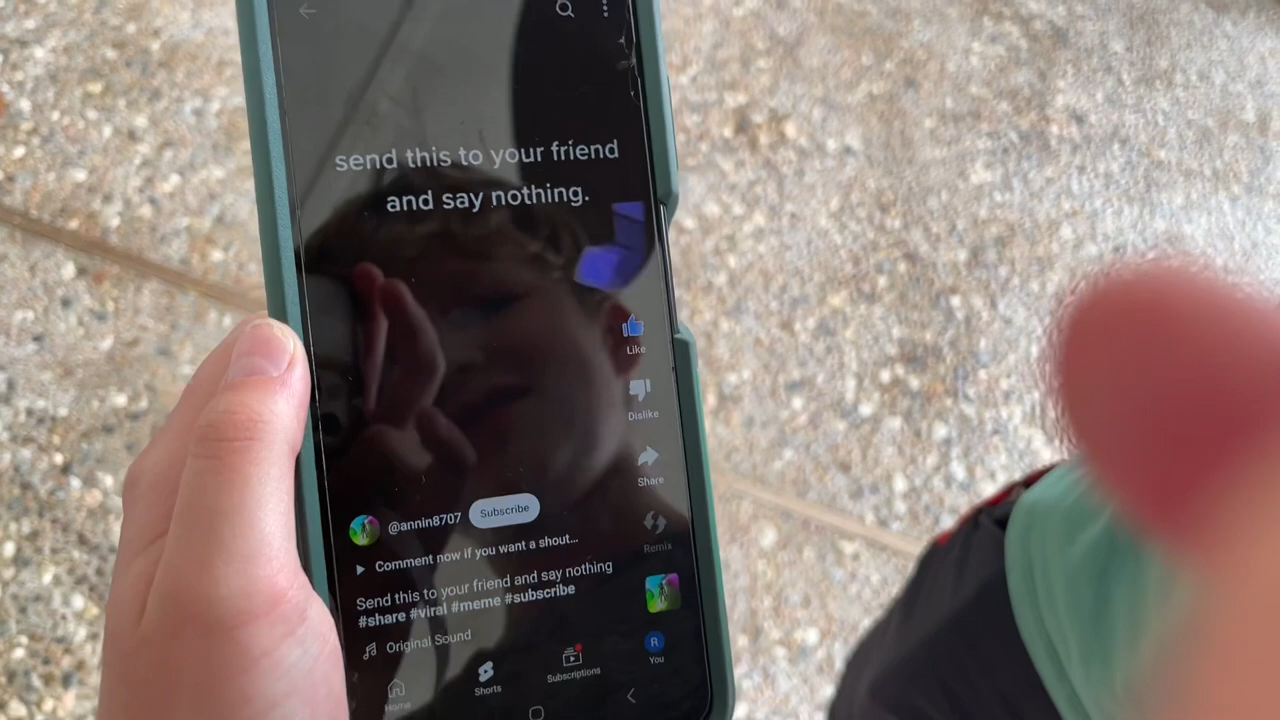 send this to your friend
and say nothing.
Like
Dislike
Share
@annin8707 Subscribe
Remix
Comment now if you want a shout...
Send this to your friend and say nothing
#share #viral #meme #subscribe
Original Sound
R
Home Shorts Subscriptions You